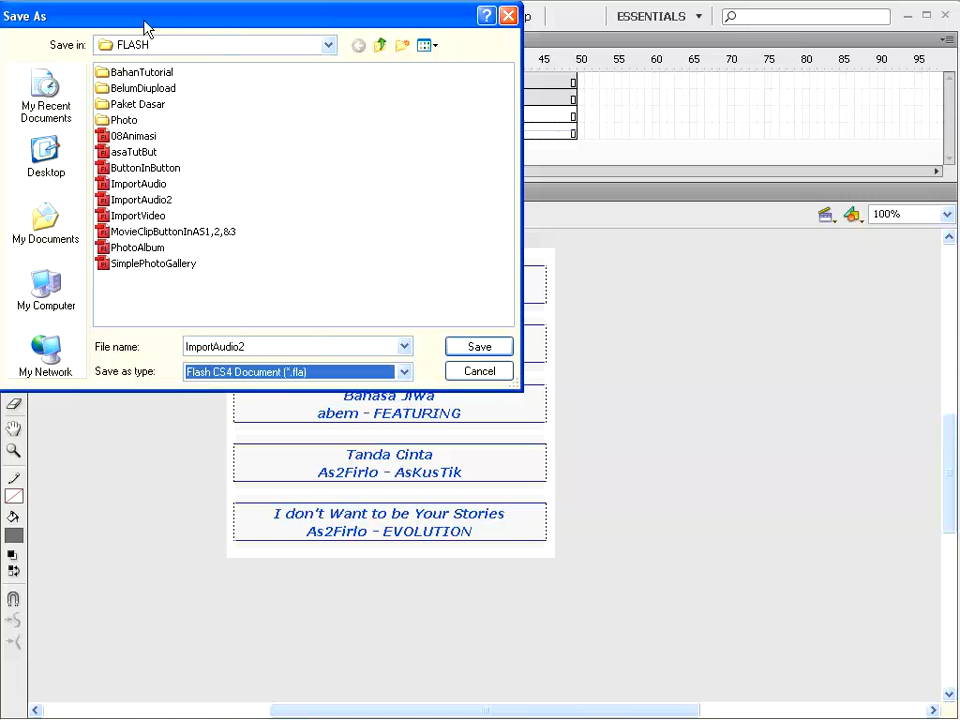 Save As
p
ESSENTIALS
Save in:
FLASH
45 50 55 60 65 70 75 80 85 90 95
My Recent
Documents
Desktop
My Documents
My Computer
My Network
BahanTutorial
BelumDiupload
Paket Dasar
Photo
08Animasi
asaTutBut
ButtonInButton
ImportAudio
ImportAudio2
ImportVideo
MovieClipButtonInAS1,2,&3
PhotoAlbum
SimplePhotoGallery
100%
File name:
ImportAudio2
Save
Save as type:
Flash CS4 Document (*.fla)
Cancel
Bahasa Jiwa
abem - FEATURING
Tanda Cinta
As2Firlo - AsKusTik
I don't Want to be Your Stories
As2Firlo - EVOLUTION